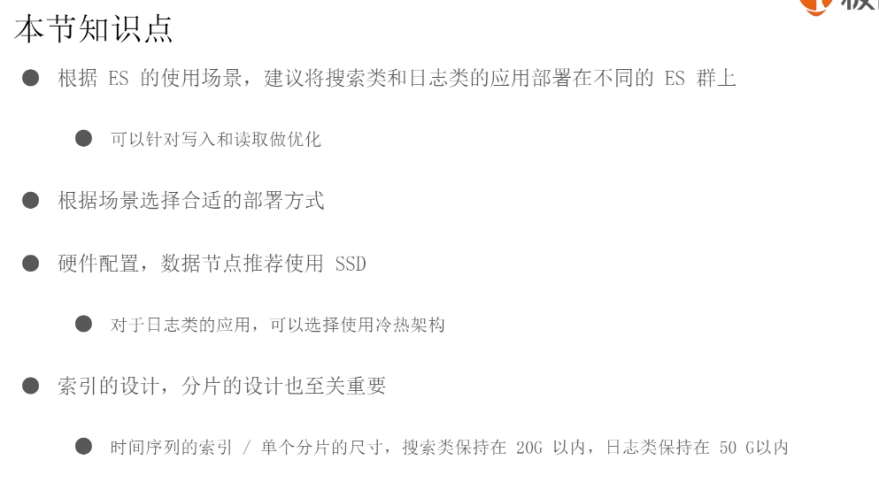 本节知识点
● 根据 ES 的使用场景，建议将搜索类和日志类的应用部署在不同的 ES 群上
● 可以针对写入和读取做优化
● 根据场景选择合适的部署方式
● 硬件配置，数据节点推荐使用 SSD
● 对于日志类的应用，可以选择使用冷热架构
● 索引的设计，分片的设计也至关重要
● 时间序列的索引 / 单个分片的尺寸，搜索类保持在 20G 以内，日志类保持在 50 G以内